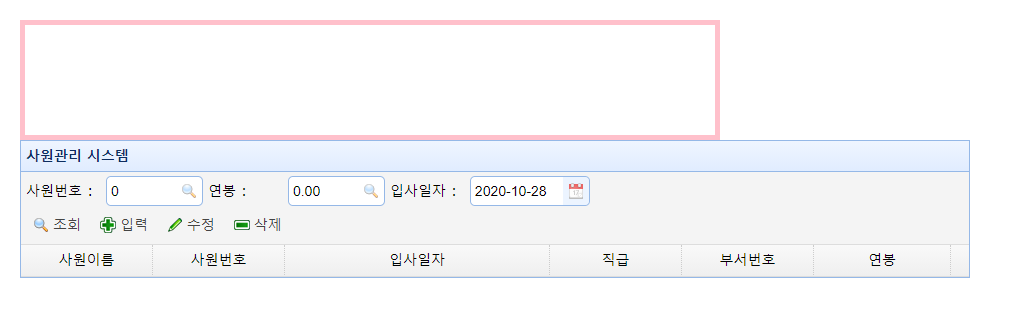 사원관리 시스템
사원번호 : 0 연봉 : 0.00 입사일자 : 2020-10-28
조회 입력 수정 삭제
사원이름 사원번호 입사일자 직급 부서번호 연봉